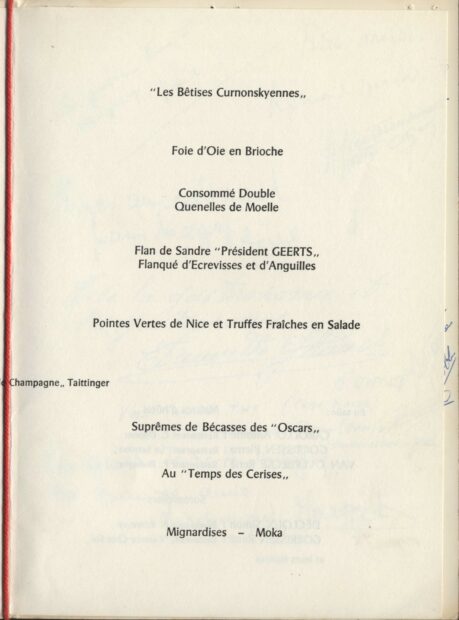 "Les Bêtises Curnonskyennes„
Foie d'Oie en Brioche
Consommé Double
Quenelles de Moelle
Flan de Sandre "Président GEERTS„
Flanqué d'Ecrevisses et d'Anguilles
Pointes Vertes de Nice et Truffes Fraîches en Salade
Champagne„ Taittinger
Suprêmes de Bécasses des "Oscars„
Au "Temps des Cerises„
Mignardises - Moka